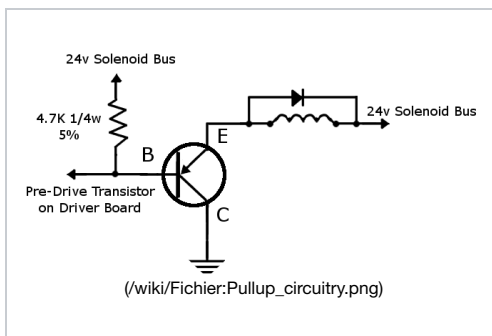 24v Solenoid Bus
4.7K 1/4w
5%
B
E
24v Solenoid Bus
Pre-Drive Transistor
on Driver Board
C
(/wiki/Fichier:Pullup_circuitry.png)